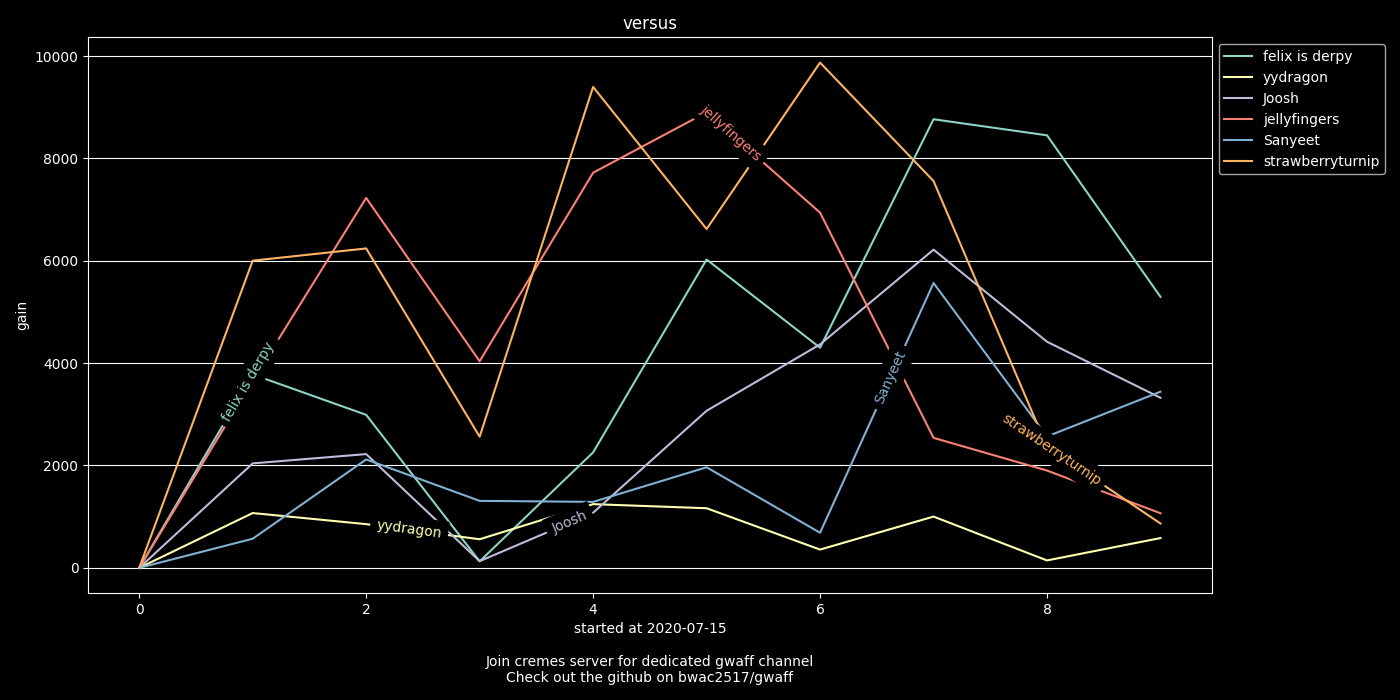 versus
10000
8000
6000
4000
2000
0
gain
0 2 4 6 8
started at 2020-07-15
felix is derpy
yydragon
Joosh
jellyfingers
Sanyeet
strawberryturnip
felix is derpy
yydragon
Joosh
jellyfingers
Sanyeet
strawberryturnip
Join cremes server for dedicated gwaff channel
Check out the github on bwac2517/gwaff